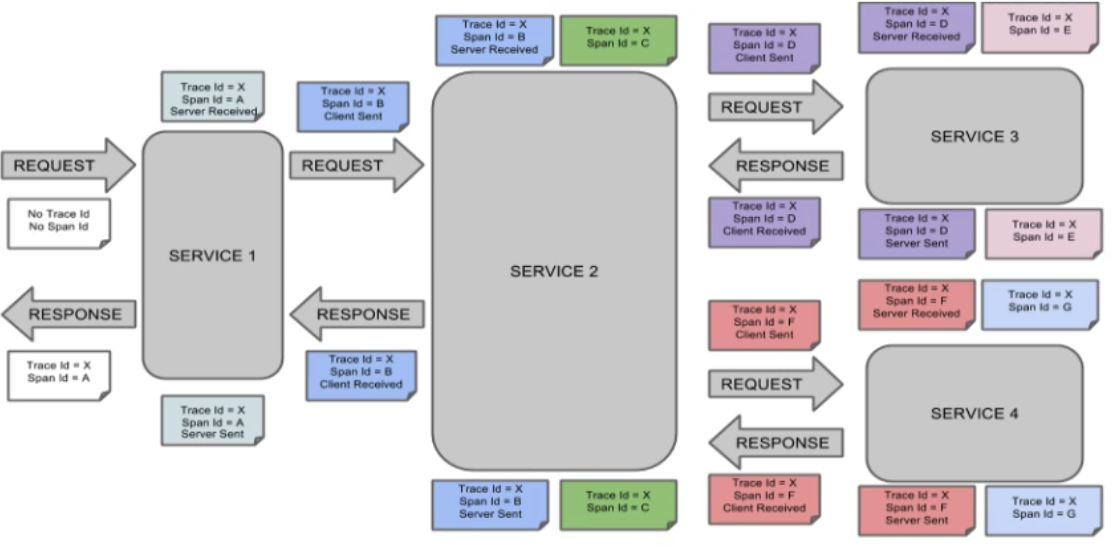 Trace Id = X
Span Id = B
Server Received
Trace Id = X
Span Id = C
Trace Id = X
Span Id = D
Client Sent
Trace Id = X
Span Id = D
Server Received
Trace Id = X
Span Id = E
Trace Id = X
Span Id = A
Server Received
Trace Id = X
Span Id = B
Client Sent
REQUEST
REQUEST
REQUEST
SERVICE 3
RESPONSE
No Trace Id
No Span Id
Trace Id = X
Span Id = D
Client Received
Trace Id = X
Span Id = D
Server Sent
Trace Id = X
Span Id = E
SERVICE 1
SERVICE 2
RESPONSE
RESPONSE
Trace Id = X
Span Id = F
Client Sent
Trace Id = X
Span Id = F
Server Received
Trace Id = X
Span Id = G
Trace Id = X
Span Id = A
Trace Id = X
Span Id = B
Client Received
REQUEST
SERVICE 4
Trace Id = X
Span Id = A
Server Sent
RESPONSE
Trace Id = X
Span Id = B
Server Sent
Trace Id = X
Span Id = C
Trace Id = X
Span Id = F
Client Received
Trace Id = X
Span Id = F
Server Sent
Trace Id = X
Span Id = G